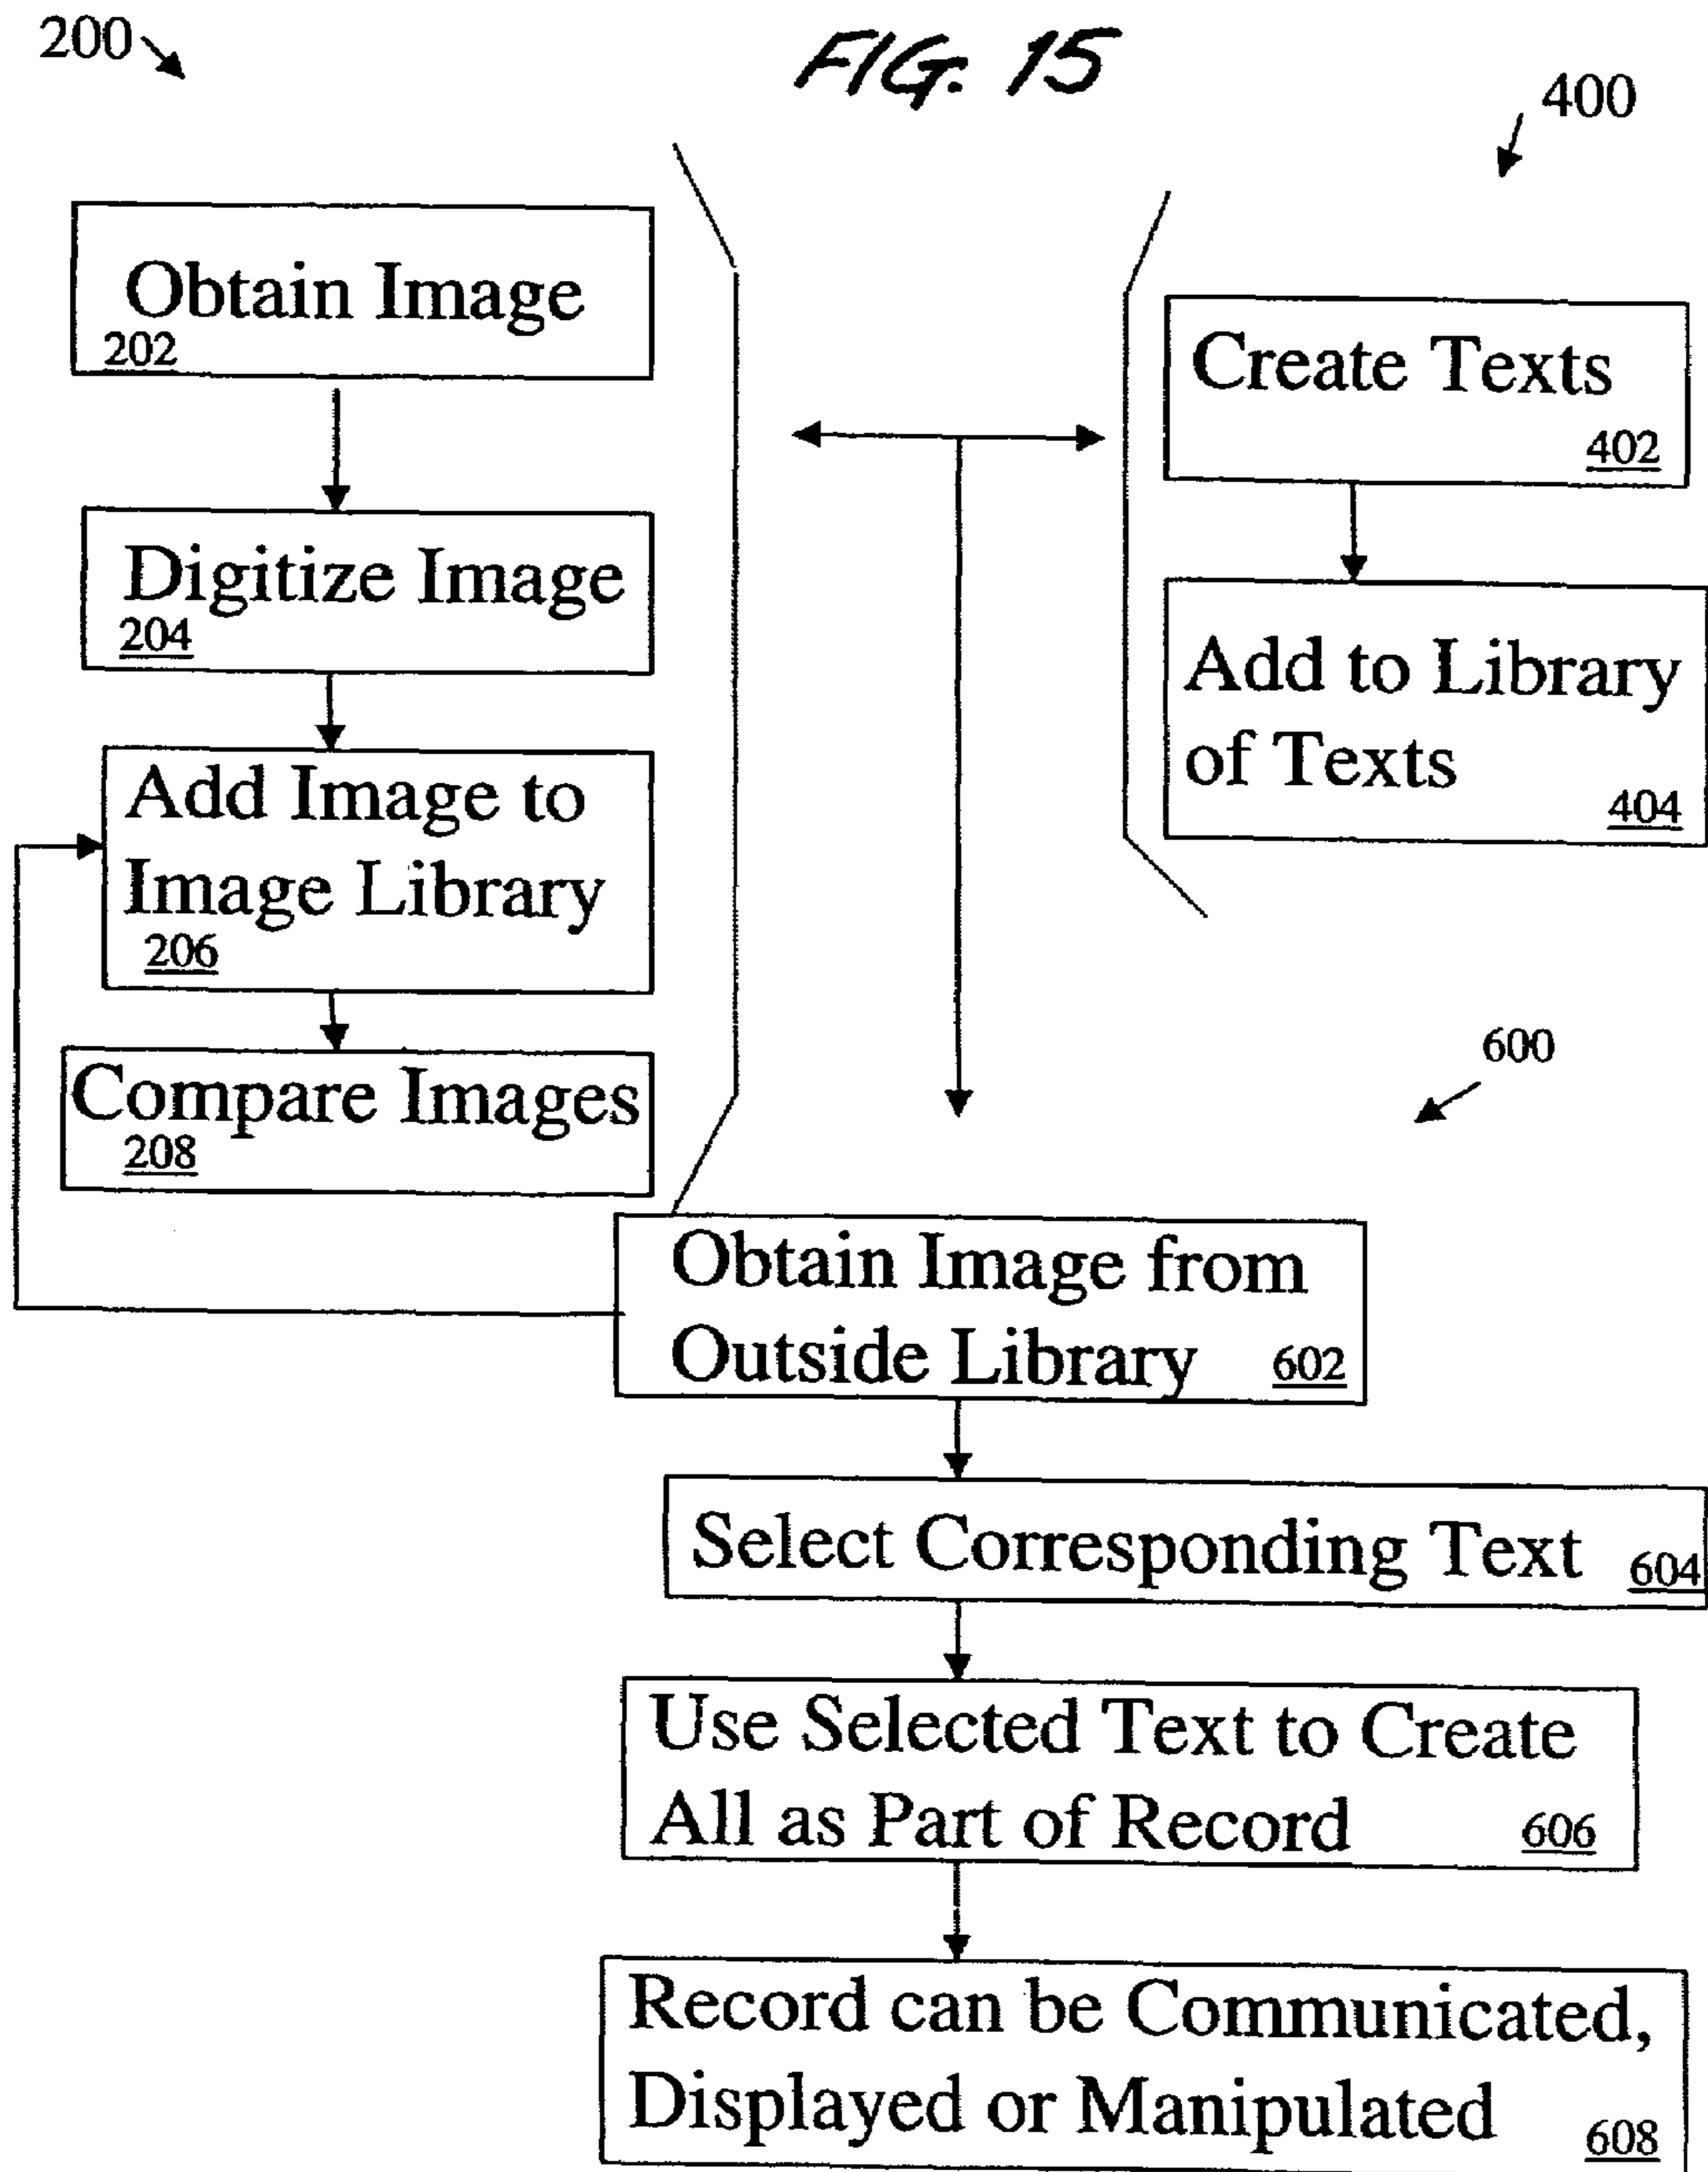 200
FIG. 15
400
Obtain Image
202
Digitize Image
204
Add Image to
Image Library
206
Compare Images
208
Create Texts
402
Add to Library
of Texts
404
600
Obtain Image from
Outside Library 602
Select Corresponding Text 604
Use Selected Text to Create
All as Part of Record 606
Record can be Communicated,
Displayed or Manipulated 608